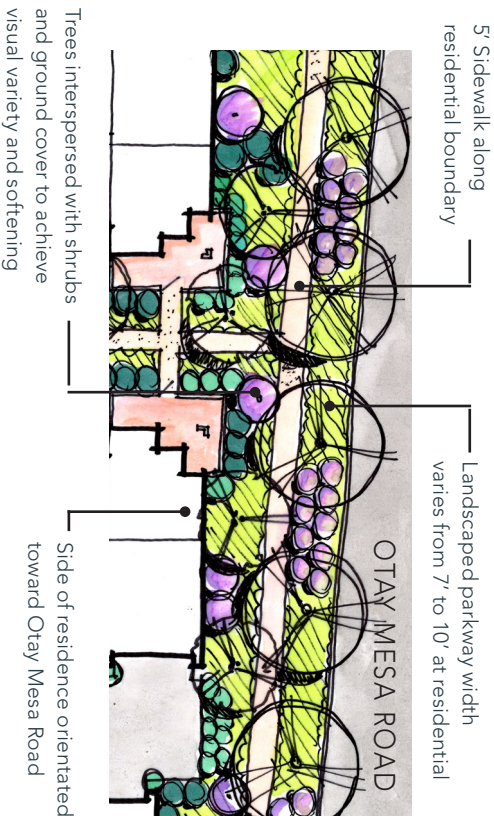 5' Sidewalk along
residential boundary
Landscaped parkway width
varies from 7' to 10' at residential
OTAY MESA ROAD
Trees interspersed with shrubs
and ground cover to achieve
visual variety and softening
Side of residence orientated
toward Otay Mesa Road